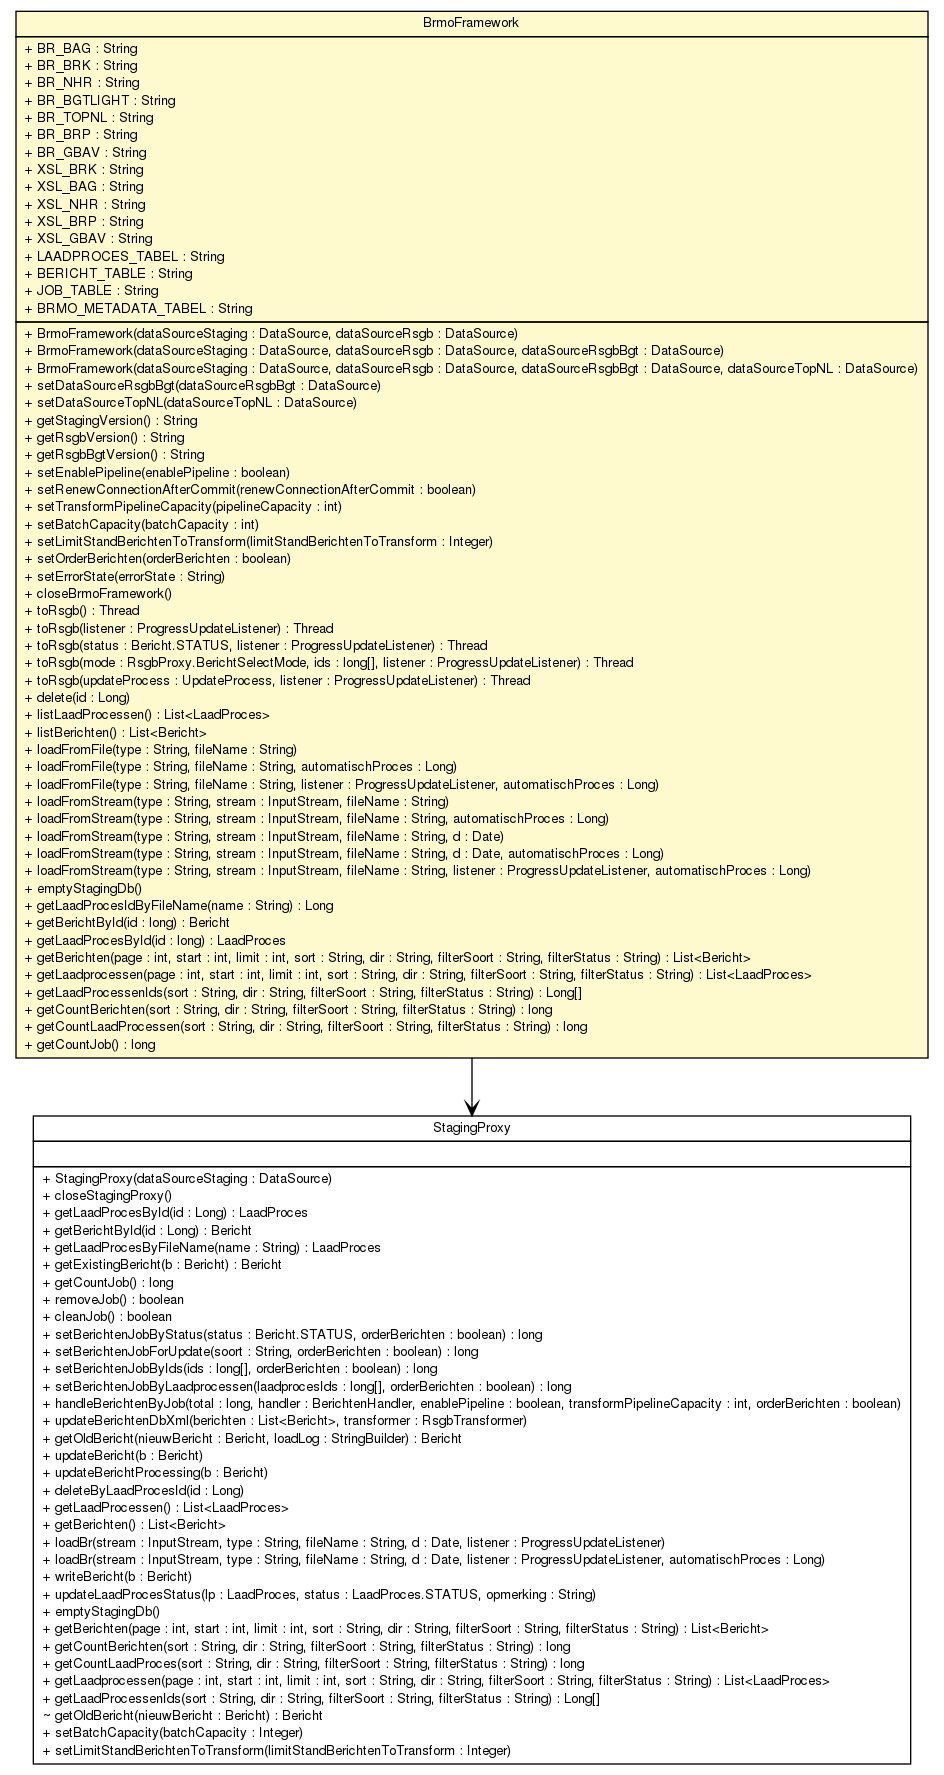 BrmoFramework
+ BR_BAG : String
+ BR_BRK : String
+ BR_NHR : String
+ BR_BGTLIGHT : String
+ BR_TOPNL : String
+ BR_BRP : String
+ BR_GBAV : String
+ XSL_BRK : String
+ XSL_BAG : String
+ XSL_NHR : String
+ XSL_BRP : String
+ XSL_GBAV : String
+ LAADPROCES_TABEL : String
+ BERICHT_TABLE : String
+ JOB_TABLE : String
+ BRMO_METADATA_TABEL : String
+ BrmoFramework(dataSourceStaging : DataSource, dataSourceRsgb : DataSource)
+ BrmoFramework(dataSourceStaging : DataSource, dataSourceRsgb : DataSource, dataSourceRsgbBgt : DataSource)
+ BrmoFramework(dataSourceStaging : DataSource, dataSourceRsgb : DataSource, dataSourceRsgbBgt : DataSource, dataSourceTopNL : DataSource)
+ setDataSourceRsgbBgt(dataSourceRsgbBgt : DataSource)
+ setDataSourceTopNL(dataSourceTopNL : DataSource)
+ getStagingVersion() : String
+ getRsgbVersion() : String
+ getRsgbBgtVersion() : String
+ setEnablePipeline(enablePipeline : boolean)
+ setRenewConnectionAfterCommit(renewConnectionAfterCommit : boolean)
+ setTransformPipelineCapacity(pipelineCapacity : int)
+ setBatchCapacity(batchCapacity : int)
+ setLimitStandBerichtenToTransform(limitStandBerichtenToTransform : Integer)
+ setOrderBerichten(orderBerichten : boolean)
+ setErrorState(errorState : String)
+ closeBrmoFramework()
+ toRsgb() : Thread
+ toRsgb(listener : ProgressUpdateListener) : Thread
+ toRsgb(status : Bericht.STATUS, listener : ProgressUpdateListener) : Thread
+ toRsgb(mode : RsgbProxy.BerichtSelectMode, ids : long[], listener : ProgressUpdateListener) : Thread
+ toRsgb(updateProcess : UpdateProcess, listener : ProgressUpdateListener) : Thread
+ delete(id : Long)
+ listLaadProcessen() : List<LaadProces>
+ listBerichten() : List<Bericht>
+ loadFromFile(type : String, fileName : String)
+ loadFromFile(type : String, fileName : String, automatischProces : Long)
+ loadFromFile(type : String, fileName : String, listener : ProgressUpdateListener, automatischProces : Long)
+ loadFromStream(type : String, stream : InputStream, fileName : String)
+ loadFromStream(type : String, stream : InputStream, fileName : String, automatischProces : Long)
+ loadFromStream(type : String, stream : InputStream, fileName : String, d : Date)
+ loadFromStream(type : String, stream : InputStream, fileName : String, d : Date, automatischProces : Long)
+ loadFromStream(type : String, stream : InputStream, fileName : String, listener : ProgressUpdateListener, automatischProces : Long)
+ emptyStagingDb()
+ getLaadProcesIdByFileName(name : String) : Long
+ getBerichtById(id : long) : Bericht
+ getLaadProcesById(id : long) : LaadProces
+ getBerichten(page : int, start : int, limit : int, sort : String, dir : String, filterSoort : String, filterStatus : String) : List<Bericht>
+ getLaadprocessen(page : int, start : int, limit : int, sort : String, dir : String, filterSoort : String, filterStatus : String) : List<LaadProces>
+ getLaadProcessenIds(sort : String, dir : String, filterSoort : String, filterStatus : String) : Long[]
+ getCountBerichten(sort : String, dir : String, filterSoort : String, filterStatus : String) : long
+ getCountLaadProcessen(sort : String, dir : String, filterSoort : String, filterStatus : String) : long
+ getCountJob() : long
StagingProxy
+ StagingProxy(dataSourceStaging : DataSource)
+ closeStagingProxy()
+ getLaadProcesById(id : Long) : LaadProces
+ getBerichtById(id : Long) : Bericht
+ getLaadProcesByFileName(name : String) : LaadProces
+ getExistingBericht(b : Bericht) : Bericht
+ getCountJob() : long
+ removeJob() : boolean
+ cleanJob() : boolean
+ setBerichtenJobByStatus(status : Bericht.STATUS, orderBerichten : boolean) : long
+ setBerichtenJobForUpdate(soort : String, orderBerichten : boolean) : long
+ setBerichtenJobByIds(ids : long[], orderBerichten : boolean) : long
+ setBerichtenJobByLaadprocessen(laadprocesIds : long[], orderBerichten : boolean) : long
+ handleBerichtenByJob(total : long, handler : BerichtenHandler, enablePipeline : boolean, transformPipelineCapacity : int, orderBerichten : boolean)
+ updateBerichtenDbXml(berichten : List<Bericht>, transformer : RsgbTransformer)
+ getOldBericht(nieuwBericht : Bericht, loadLog : StringBuilder) : Bericht
+ updateBericht(b : Bericht)
+ updateBerichtProcessing(b : Bericht)
+ deleteByLaadProcesId(id : Long)
+ getLaadProcessen() : List<LaadProces>
+ getBerichten() : List<Bericht>
+ loadBr(stream : InputStream, type : String, fileName : String, d : Date, listener : ProgressUpdateListener)
+ loadBr(stream : InputStream, type : String, fileName : String, d : Date, listener : ProgressUpdateListener, automatischProces : Long)
+ writeBericht(b : Bericht)
+ updateLaadProcesStatus(lp : LaadProces, status : LaadProces.STATUS, opmerking : String)
+ emptyStagingDb()
+ getBerichten(page : int, start : int, limit : int, sort : String, dir : String, filterSoort : String, filterStatus : String) : List<Bericht>
+ getCountBerichten(sort : String, dir : String, filterSoort : String, filterStatus : String) : long
+ getCountLaadProces(sort : String, dir : String, filterSoort : String, filterStatus : String) : long
+ getLaadprocessen(page : int, start : int, limit : int, sort : String, dir : String, filterSoort : String, filterStatus : String) : List<LaadProces>
+ getLaadProcessenIds(sort : String, dir : String, filterSoort : String, filterStatus : String) : Long[]
~ getOldBericht(nieuwBericht : Bericht) : Bericht
+ setBatchCapacity(batchCapacity : Integer)
+ setLimitStandBerichtenToTransform(limitStandBerichtenToTransform : Integer)